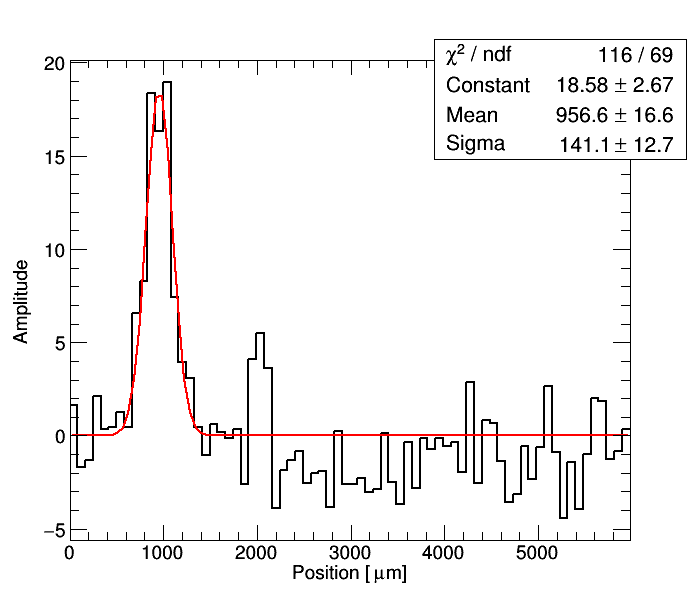 χ² / ndf 116 / 69
Constant 18.58 ± 2.67
Mean 956.6 ± 16.6
Sigma 141.1 ± 12.7
20
15
10
5
0
−5
Amplitude
0 1000 2000 3000 4000 5000
Position [ μm]